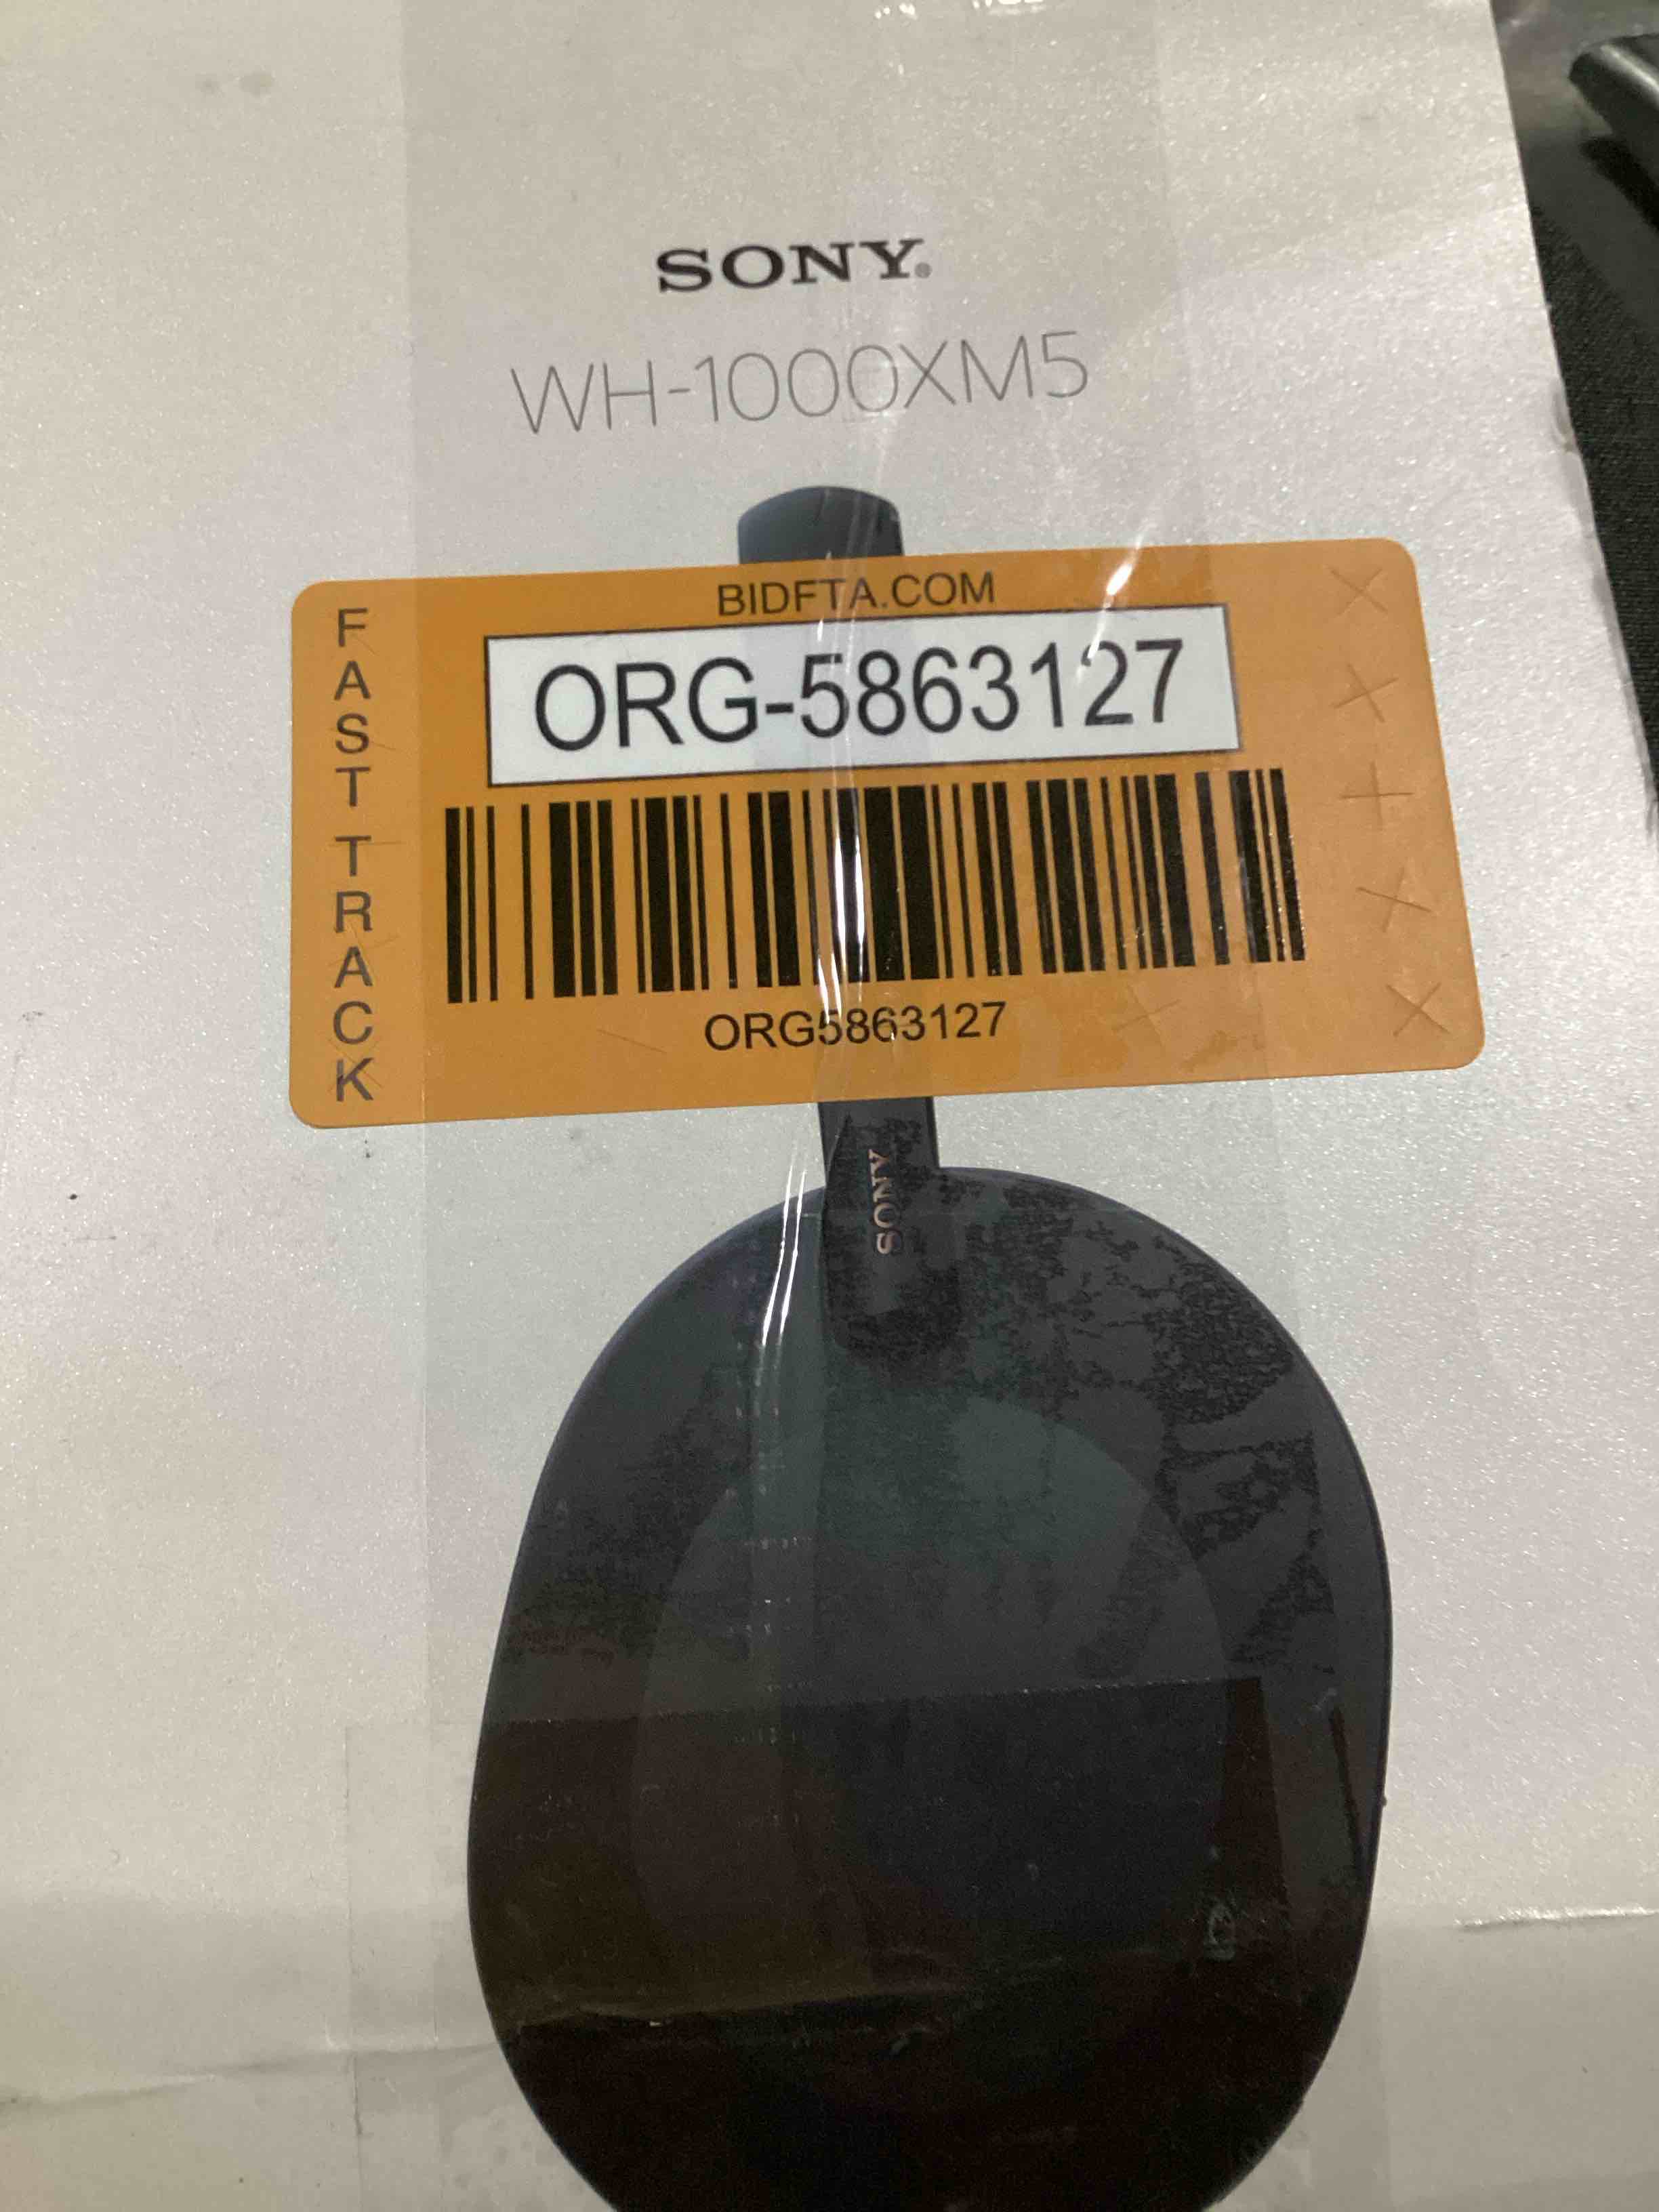 SONY®
WH-1000XM5
BIDFTA.COM
FAST TRACK
ORG-5863127
ORG5863127
SONY